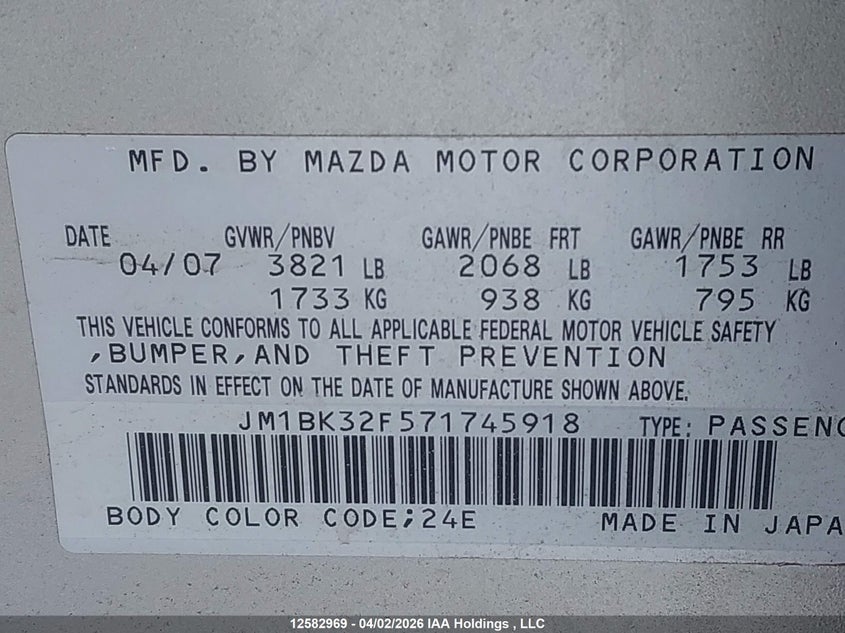 MFD. BY MAZDA MOTOR CORPORATION
DATE GVWR/PNBV GAWR/PNBE FRT GAWR/PNBE RR
04/07 3821 LB 2068 LB 1753 LB
1733 KG 938 KG 795 KG
THIS VEHICLE CONFORMS TO ALL APPLICABLE FEDERAL MOTOR VEHICLE SAFETY
,BUMPER,AND THEFT PREVENTION
STANDARDS IN EFFECT ON THE DATE OF MANUFACTURE SHOWN ABOVE.
JM1BK32F571745918 TYPE: PASSENG
BODY COLOR CODE;24E MADE IN JAPA
12582969 - 04/02/2026 IAA Holdings , LLC